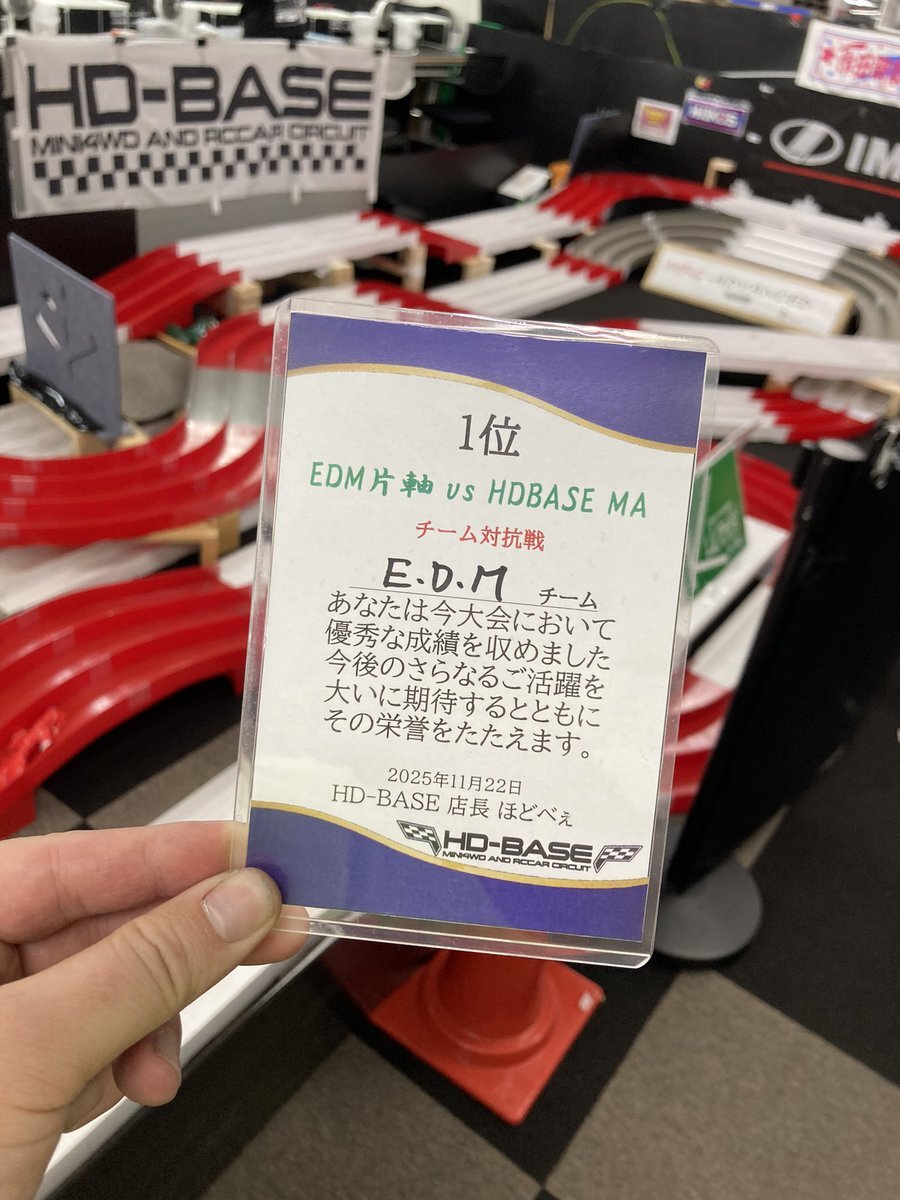 HD-BASE
MINI4WD AND RCCAR CIRCUIT
IM
1位
EDM片軸 vs HDBASE MA
チーム対抗戦
E.D.M チーム
あなたは今大会において
優秀な成績を収めました
今後のさらなるご活躍を
大いに期待するとともに
その栄誉をたたえます。
2025年11月22日
HD-BASE 店長 ほどべぇ
HD-BASE
MINI4WD AND RCCAR CIRCUIT